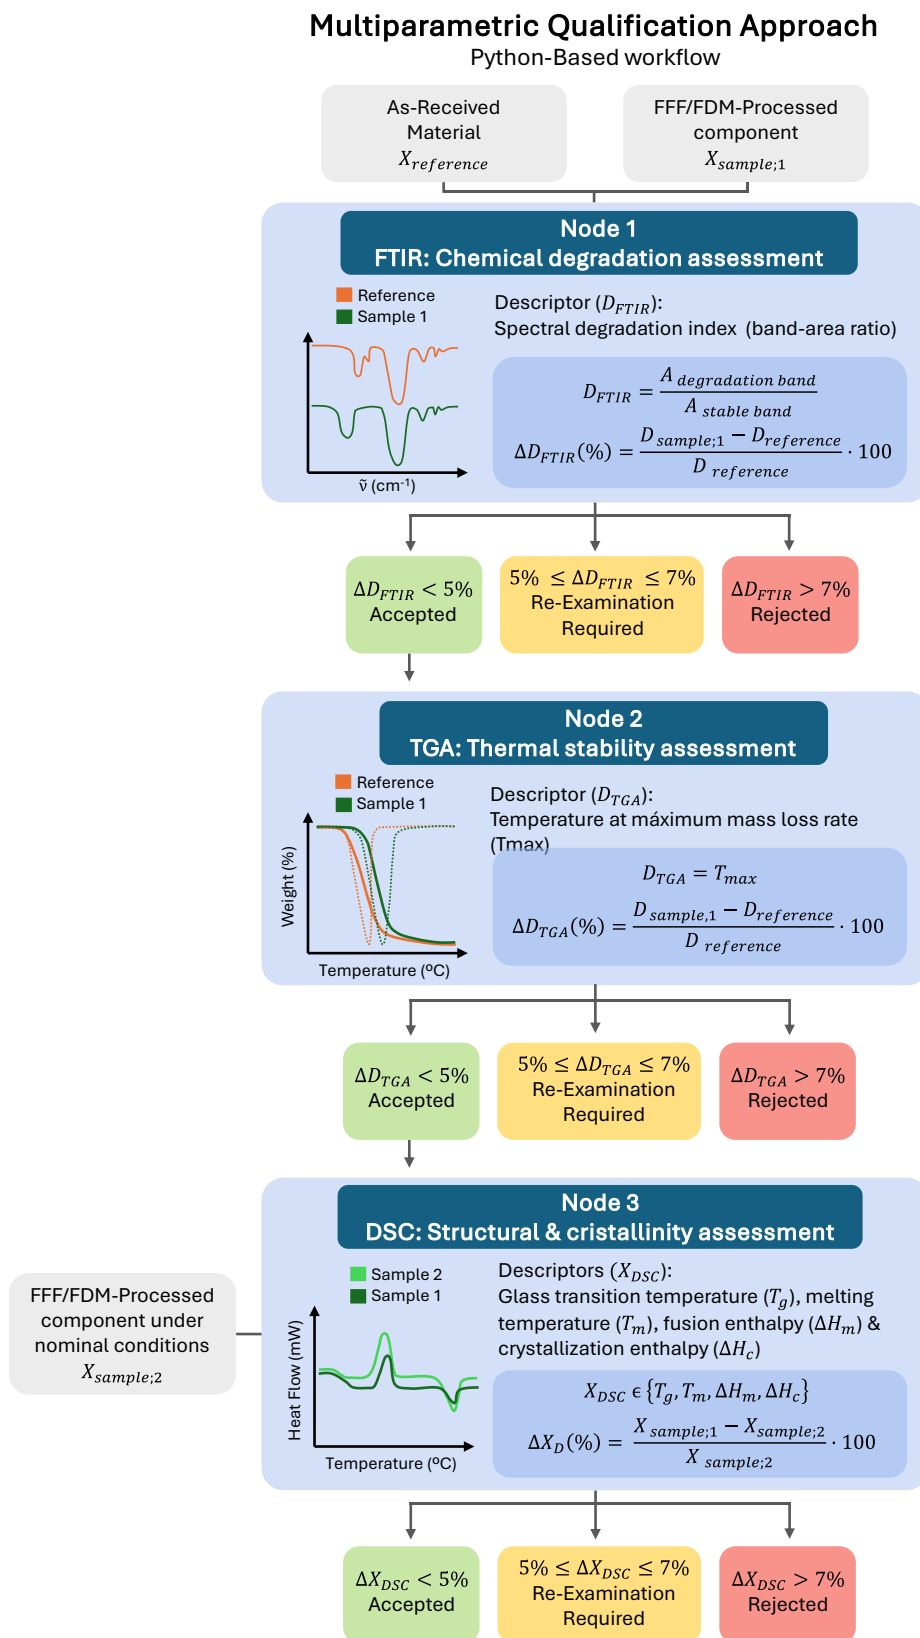 Multiparametric Qualification Approach
Python-Based workflow
As-Received
Material
X_reference
FFF/FDM-Processed
component
X_sample;1
Node 1
FTIR: Chemical degradation assessment
Reference
Sample 1
ṽ (cm⁻¹)
Descriptor (D_FTIR):
Spectral degradation index (band-area ratio)
D_FTIR = A degradation band / A stable band
ΔD_FTIR(%) = (D sample;1 − D reference) / D reference · 100
ΔD_FTIR < 5%
Accepted
5% ≤ ΔD_FTIR ≤ 7%
Re-Examination
Required
ΔD_FTIR > 7%
Rejected
Node 2
TGA: Thermal stability assessment
Reference
Sample 1
Weight (%)
Temperature (ºC)
Descriptor (D_TGA):
Temperature at máximum mass loss rate
(Tmax)
D_TGA = T_max
ΔD_TGA(%) = (D sample,1 − D reference) / D reference · 100
ΔD_TGA < 5%
Accepted
5% ≤ ΔD_TGA ≤ 7%
Re-Examination
Required
ΔD_TGA > 7%
Rejected
Node 3
DSC: Structural & cristallinity assessment
FFF/FDM-Processed
component under
nominal conditions
X_sample;2
Sample 2
Sample 1
Heat Flow (mW)
Temperature (ºC)
Descriptors (X_DSC):
Glass transition temperature (T_g), melting
temperature (T_m), fusion enthalpy (ΔH_m) &
crystallization enthalpy (ΔH_c)
X_DSC ϵ {T_g, T_m, ΔH_m, ΔH_c}
ΔX_D(%) = (X sample;1 − X sample;2) / X sample;2 · 100
ΔX_DSC < 5%
Accepted
5% ≤ ΔX_DSC ≤ 7%
Re-Examination
Required
ΔX_DSC > 7%
Rejected